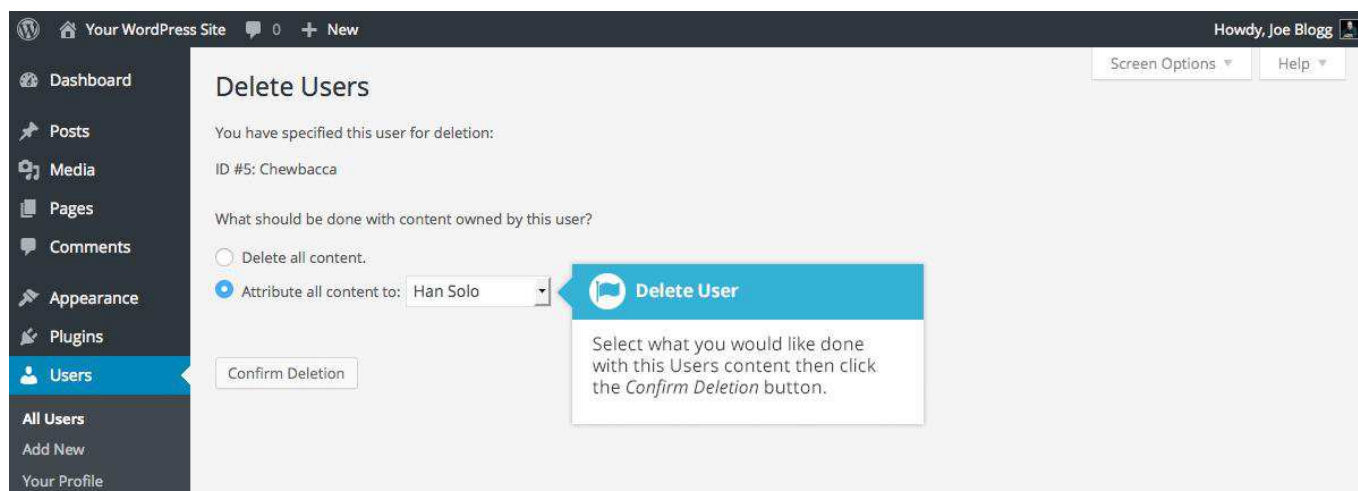 Your WordPress Site 0 + New Howdy, Joe Blogg
Screen Options Help
Dashboard
Posts
Media
Pages
Comments
Appearance
Plugins
Users
All Users
Add New
Your Profile
Delete Users
You have specified this user for deletion:
ID #5: Chewbacca
What should be done with content owned by this user?
Delete all content.
Attribute all content to: Han Solo
Confirm Deletion
Delete User
Select what you would like done
with this Users content then click
the Confirm Deletion button.